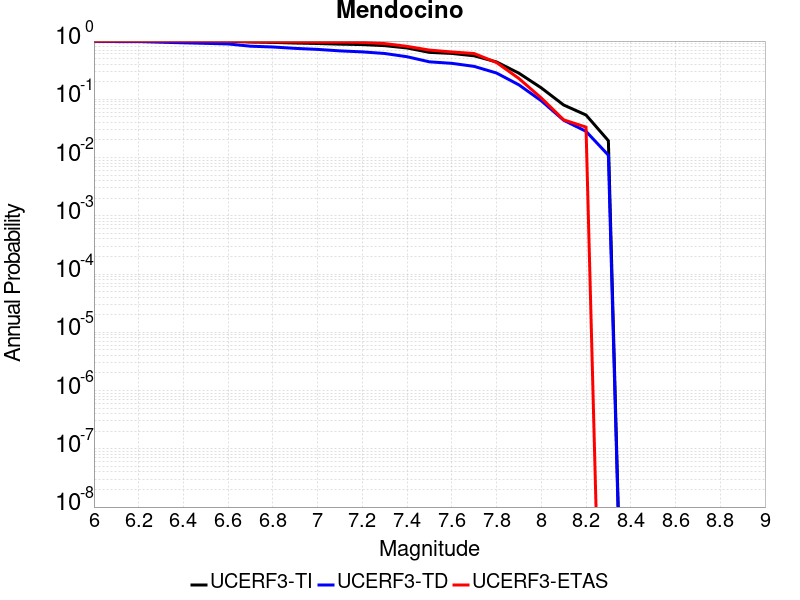 Mendocino
10^0
10^-1
10^-2
10^-3
10^-4
10^-5
10^-6
10^-7
10^-8
Annual Probability
6 6.2 6.4 6.6 6.8 7 7.2 7.4 7.6 7.8 8 8.2 8.4 8.6 8.8 9
Magnitude
UCERF3-TI UCERF3-TD UCERF3-ETAS